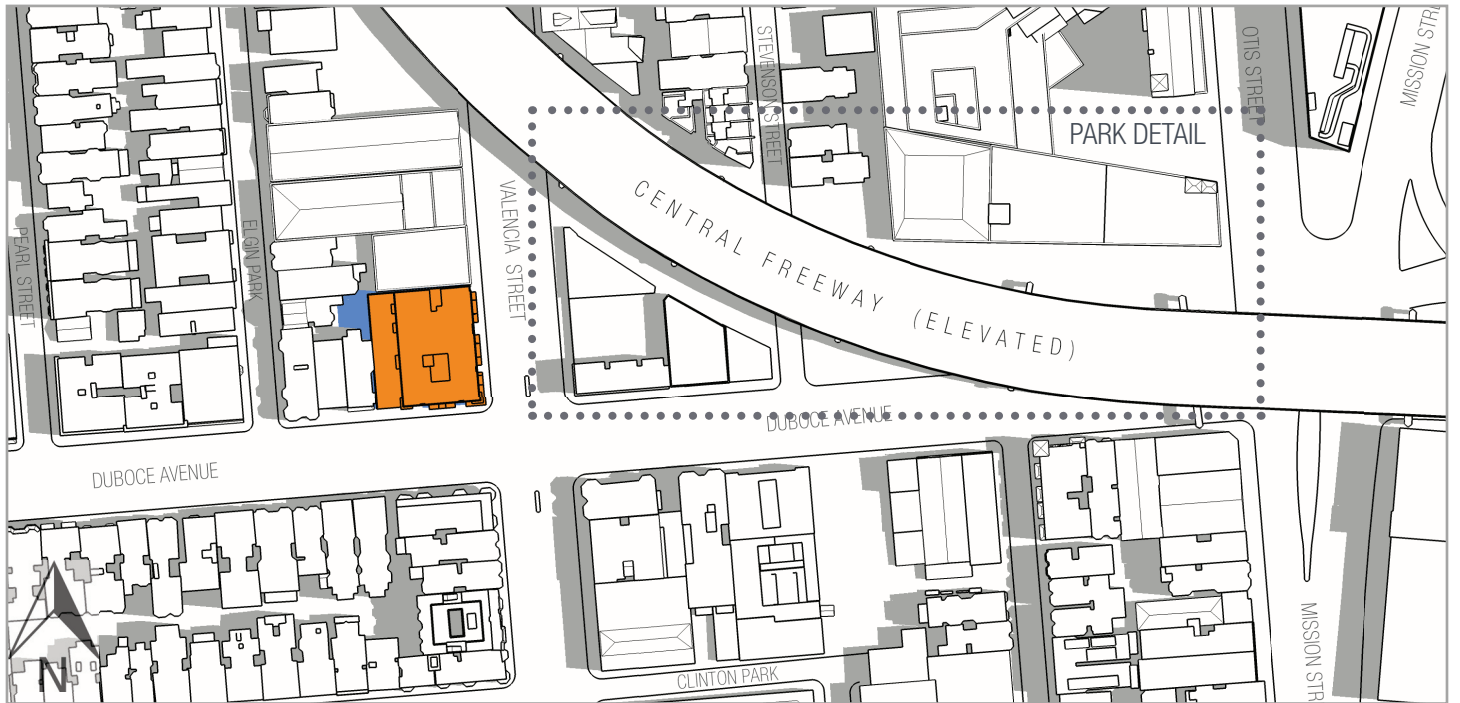 STEVENSON STREET
OTIS STREET
MISSION STRE
PARK DETAIL
PEARL STREET
ELGIN PARK
VALENCIA STREET
CENTRAL FREEWAY (ELEVATED)
DUBOCE AVENUE
DUBOCE AVENUE
CLINTON PARK
MISSION STR
N